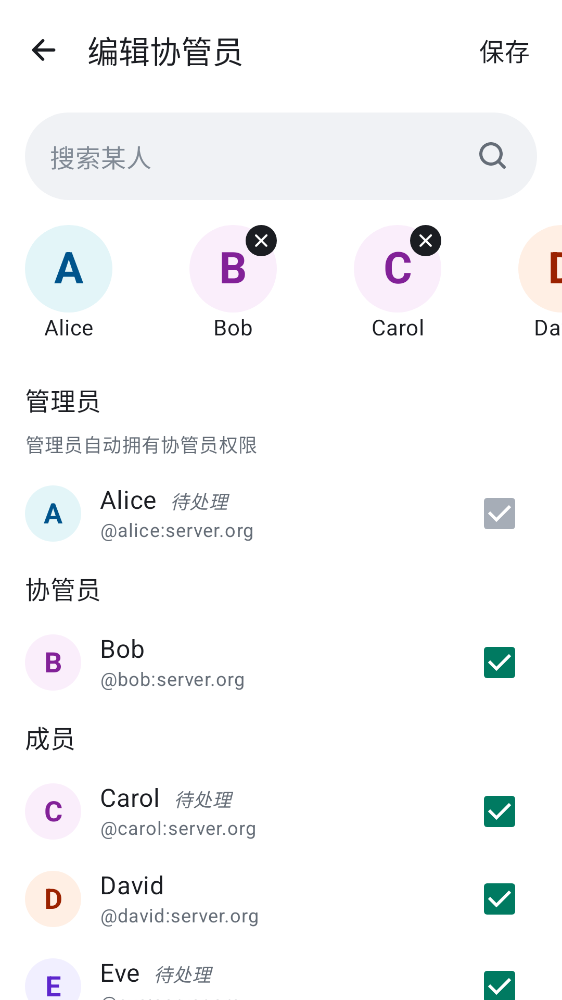 编辑协管员
保存
搜索某人
A
B
C
D
Alice
Bob
Carol
Da
管理员
管理员自动拥有协管员权限
A
Alice 待处理
@alice:server.org
协管员
B
Bob
@bob:server.org
成员
C
Carol 待处理
@carol:server.org
D
David
@david:server.org
E
Eve 待处理